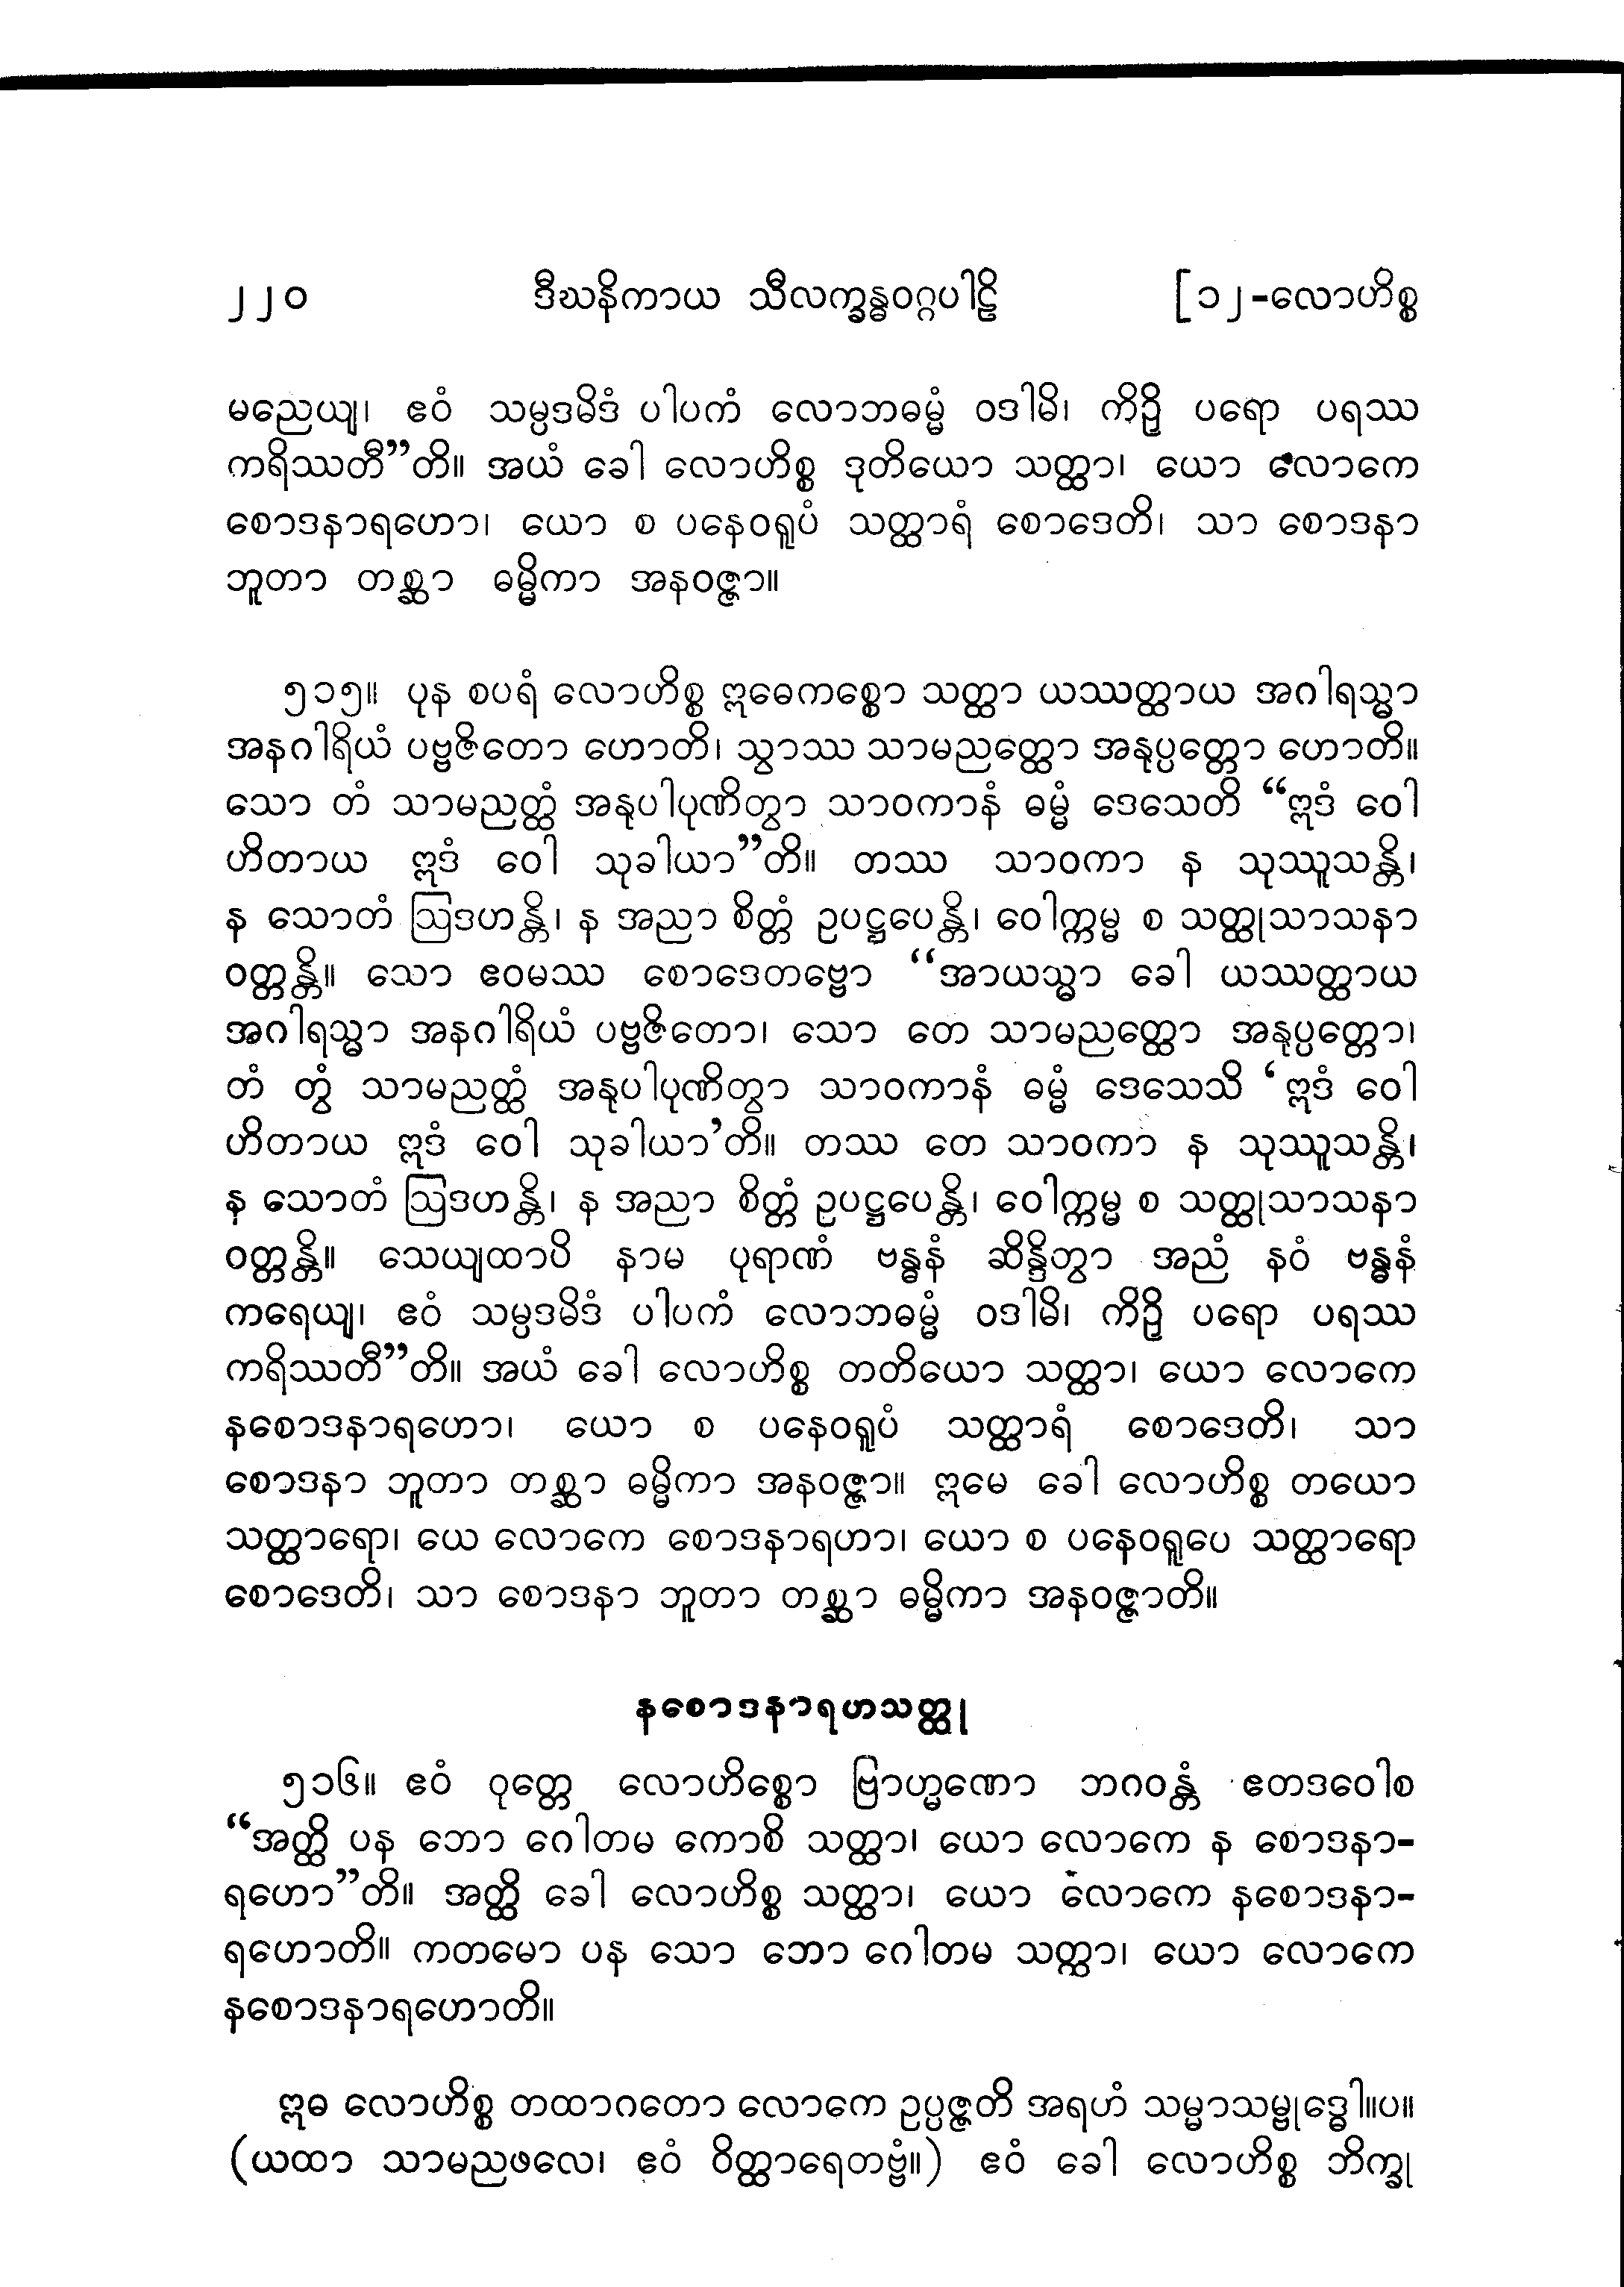 ၂၂၀ ဒီဃနိကာယ သီလက္ခန္ဓဝဂ္ဂပါဠိ [၁၂-လောဟိစ္စ
မညေယျ၊ ဧဝံ သမ္ပဒမိဒံ ပါပကံ လောဘဓမ္မံ ဝဒါမိ၊ ကိဉှိ ပရော ပရဿ
ကရိဿတီ”တိ။ အယံ ခေါ လောဟိစ္စ ဒုတိယော သတ္ထာ၊ ယော လောကေ
စောဒနာရဟော၊ ယော စ ပနေဝရူပံ သတ္ထာရံ စောဒေတိ၊ သာ စောဒနာ
ဘူတာ တစ္ဆာ ဓမ္မိကာ အနဝဇ္ဇာ။
၅၁၅။ ပုန စပရံ လောဟိစ္စ ဣဓေကစ္စော သတ္ထာ ယဿတ္ထာယ အဂါရသ္မာ
အနဂါရိယံ ပဗ္ဗဇိတော ဟောတိ၊ သွာဿ သာမညတ္ထော အနုပ္ပတ္တော ဟောတိ။
သော တံ သာမညတ္ထံ အနုပါပုဏိတွာ သာဝကာနံ ဓမ္မံ ဒေသေတိ “ဣဒံ ဝေါ
ဟိတာယ ဣဒံ ဝေါ သုခါယာ”တိ။ တဿ သာဝကာ န သုဿူသန္တိ၊
န သောတံ ဩဒဟန္တိ၊ န အညာ စိတ္တံ ဥပဋ္ဌပေန္တိ၊ ဝေါက္ကမ္မ စ သတ္ထုသာသနာ
ဝတ္တန္တိ။ သော ဧဝမဿ စောဒေတဗ္ဗော “အာယသ္မာ ခေါ ယဿတ္ထာယ
အဂါရသ္မာ အနဂါရိယံ ပဗ္ဗဇိတော၊ သော တေ သာမညတ္ထော အနုပ္ပတ္တော၊
တံ တွံ သာမညတ္ထံ အနုပါပုဏိတွာ သာဝကာနံ ဓမ္မံ ဒေသေသိ ‘ဣဒံ ဝေါ
ဟိတာယ ဣဒံ ဝေါ သုခါယာ’တိ။ တဿ တေ သာဝကာ န သုဿူသန္တိ၊
န သောတံ ဩဒဟန္တိ၊ န အညာ စိတ္တံ ဥပဋ္ဌပေန္တိ၊ ဝေါက္ကမ္မ စ သတ္ထုသာသနာ
ဝတ္တန္တိ။ သေယျထာပိ နာမ ပုရာဏံ ဗန္ဓနံ ဆိန္ဒိတွာ အညံ နဝံ ဗန္ဓနံ
ကရေယျ၊ ဧဝံ သမ္ပဒမိဒံ ပါပကံ လောဘဓမ္မံ ဝဒါမိ၊ ကိဉှိ ပရော ပရဿ
ကရိဿတီ”တိ။ အယံ ခေါ လောဟိစ္စ တတိယော သတ္ထာ၊ ယော လောကေ
နစောဒနာရဟော၊ ယော စ ပနေဝရူပံ သတ္ထာရံ စောဒေတိ၊ သာ
စောဒနာ ဘူတာ တစ္ဆာ ဓမ္မိကာ အနဝဇ္ဇာ။ ဣမေ ခေါ လောဟိစ္စ တယော
သတ္ထာရော၊ ယေ လောကေ စောဒနာရဟာ၊ ယော စ ပနေဝရူပေ သတ္ထာရော
စောဒေတိ၊ သာ စောဒနာ ဘူတာ တစ္ဆာ ဓမ္မိကာ အနဝဇ္ဇာတိ။
နစောဒနာရဟသတ္ထု
၅၁၆။ ဧဝံ ဝုတ္တေ လောဟိစ္စော ဗြာဟ္မဏော ဘဂဝန္တံ ဧတဒဝေါစ
“အတ္ထိ ပန ဘော ဂေါတမ ကောစိ သတ္ထာ၊ ယော လောကေ န စောဒနာ-
ရဟော”တိ။ အတ္ထိ ခေါ လောဟိစ္စ သတ္ထာ၊ ယော လောကေ နစောဒနာ-
ရဟောတိ။ ကတမော ပန သော ဘော ဂေါတမ သတ္ထာ၊ ယော လောကေ
နစောဒနာရဟောတိ။
ဣဓ လောဟိစ္စ တထာဂတော လောကေ ဥပ္ပဇ္ဇတိ အရဟံ သမ္မာသမ္ဗုဒ္ဓေါ။ပ။
(ယထာ သာမညဖလေ၊ ဧဝံ ဝိတ္ထာရေတဗ္ဗံ။) ဧဝံ ခေါ လောဟိစ္စ ဘိက္ခု